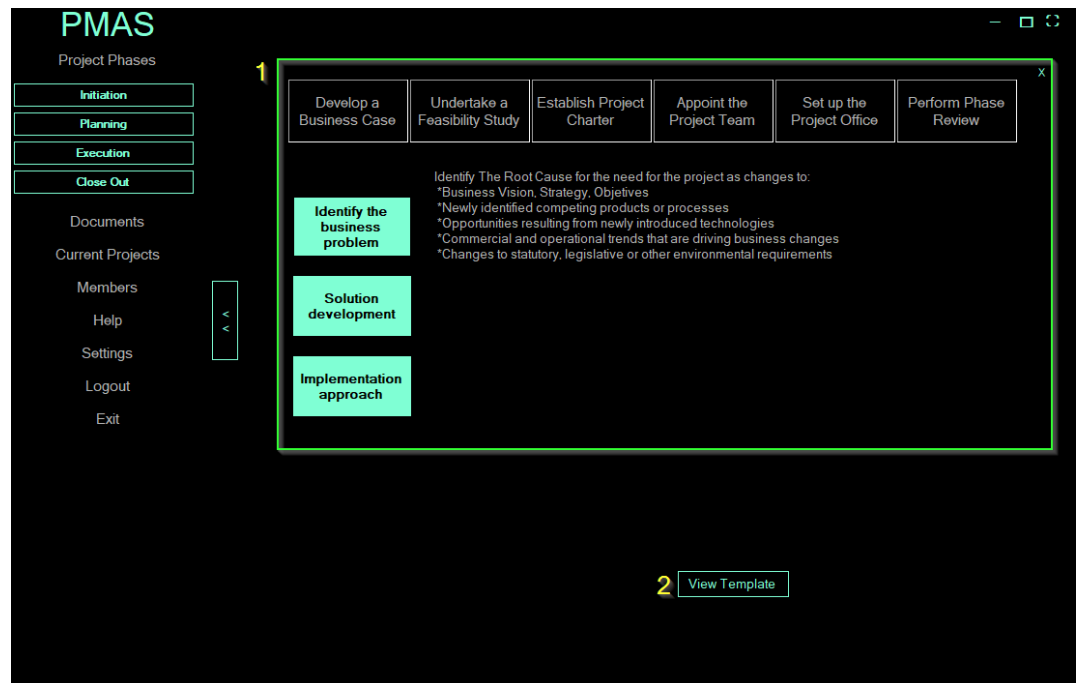 PMAS
Project Phases
Initiation
Planning
Execution
Close Out
Documents
Current Projects
Members
Help
Settings
Logout
Exit
<
<
1
X
Develop a
Business Case
Undertake a
Feasibility Study
Establish Project
Charter
Appoint the
Project Team
Set up the
Project Office
Perform Phase
Review
Identify the
business
problem
Solution
development
Implementation
approach
Identify The Root Cause for the need for the project as changes to:
*Business Vision, Strategy, Objetives
*Newly identified competing products or processes
*Opportunities resulting from newly introduced technologies
*Commercial and operational trends that are driving business changes
*Changes to statutory, legislative or other environmental requirements
2
View Template